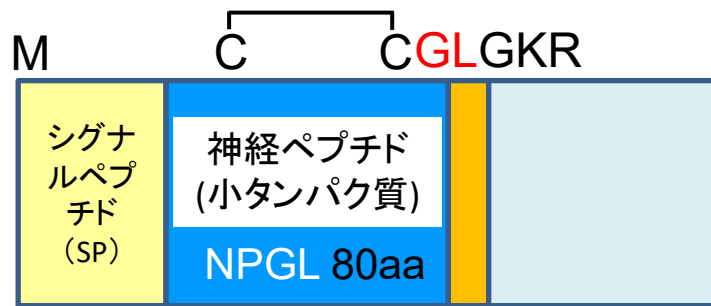 M C CGLGKR
シグナ
ルペプ
チド
（SP）
神経ペプチド
(小タンパク質)
NPGL 80aa